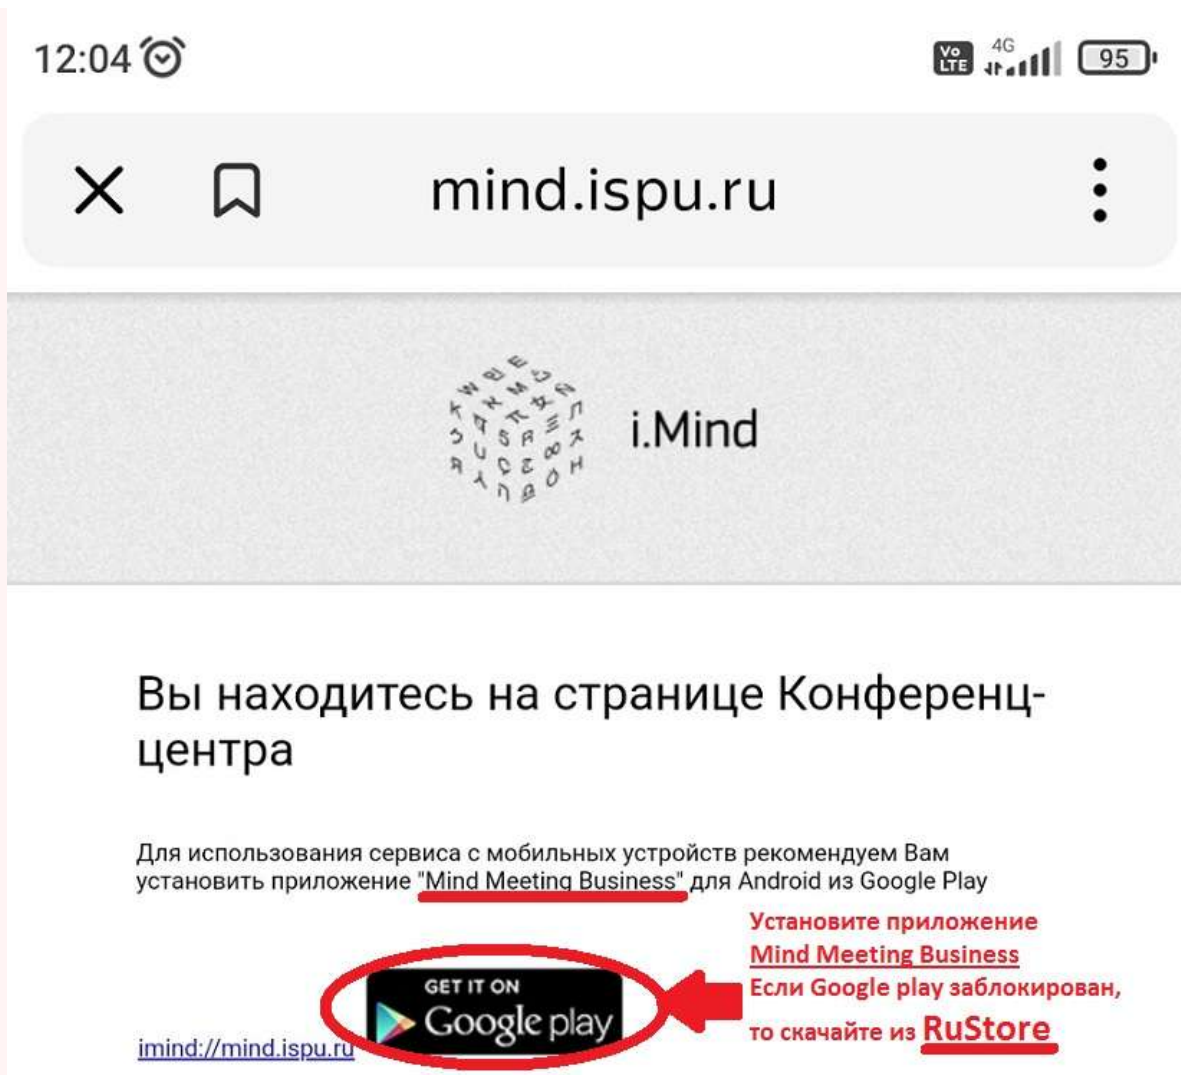 12:04
Vo
LTE
4G
95
mind.ispu.ru
i.Mind
Вы находитесь на странице Конференц-
центра
Для использования сервиса с мобильных устройств рекомендуем Вам
установить приложение "Mind Meeting Business" для Android из Google Play
Установите приложение
Mind Meeting Business
Если Google play заблокирован,
то скачайте из RuStore
GET IT ON
Google play
imind://mind.ispu.ru